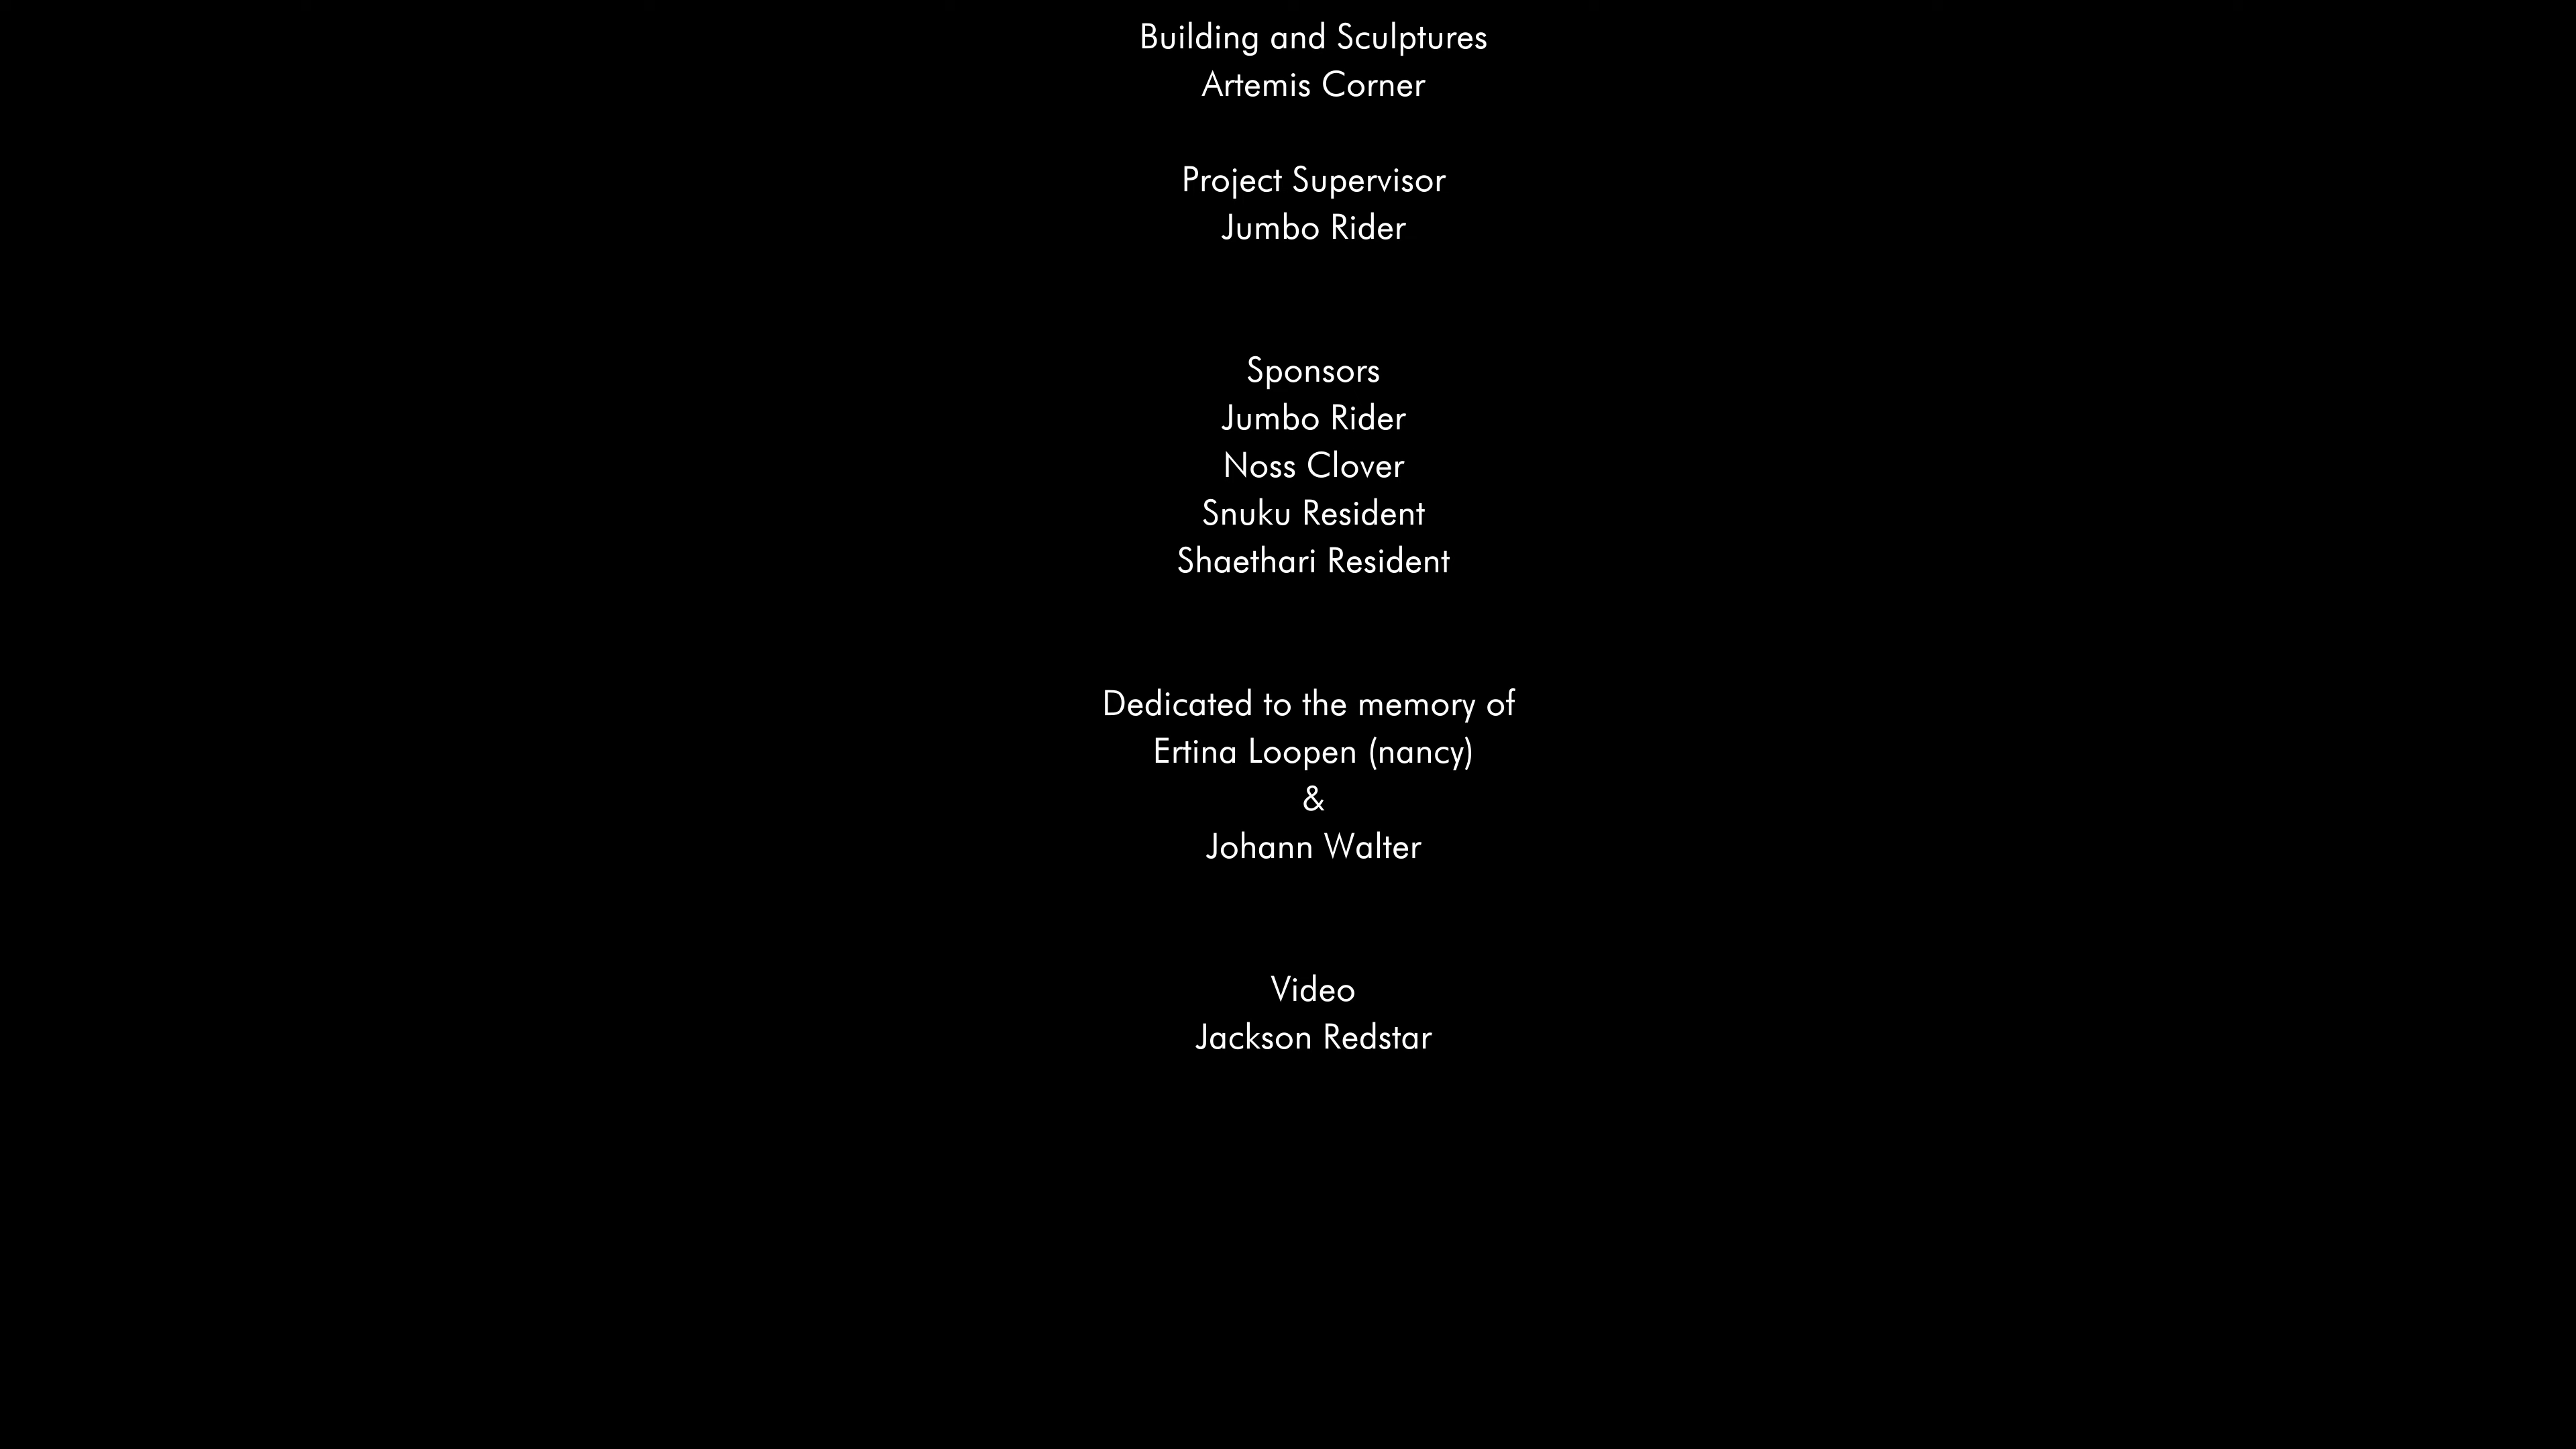 Building and Sculptures
Artemis Corner
Project Supervisor
Jumbo Rider
Sponsors
Jumbo Rider
Noss Clover
Snuku Resident
Shaethari Resident
Dedicated to the memory of
Ertina Loopen (nancy)
&
Johann Walter
Video
Jackson Redstar